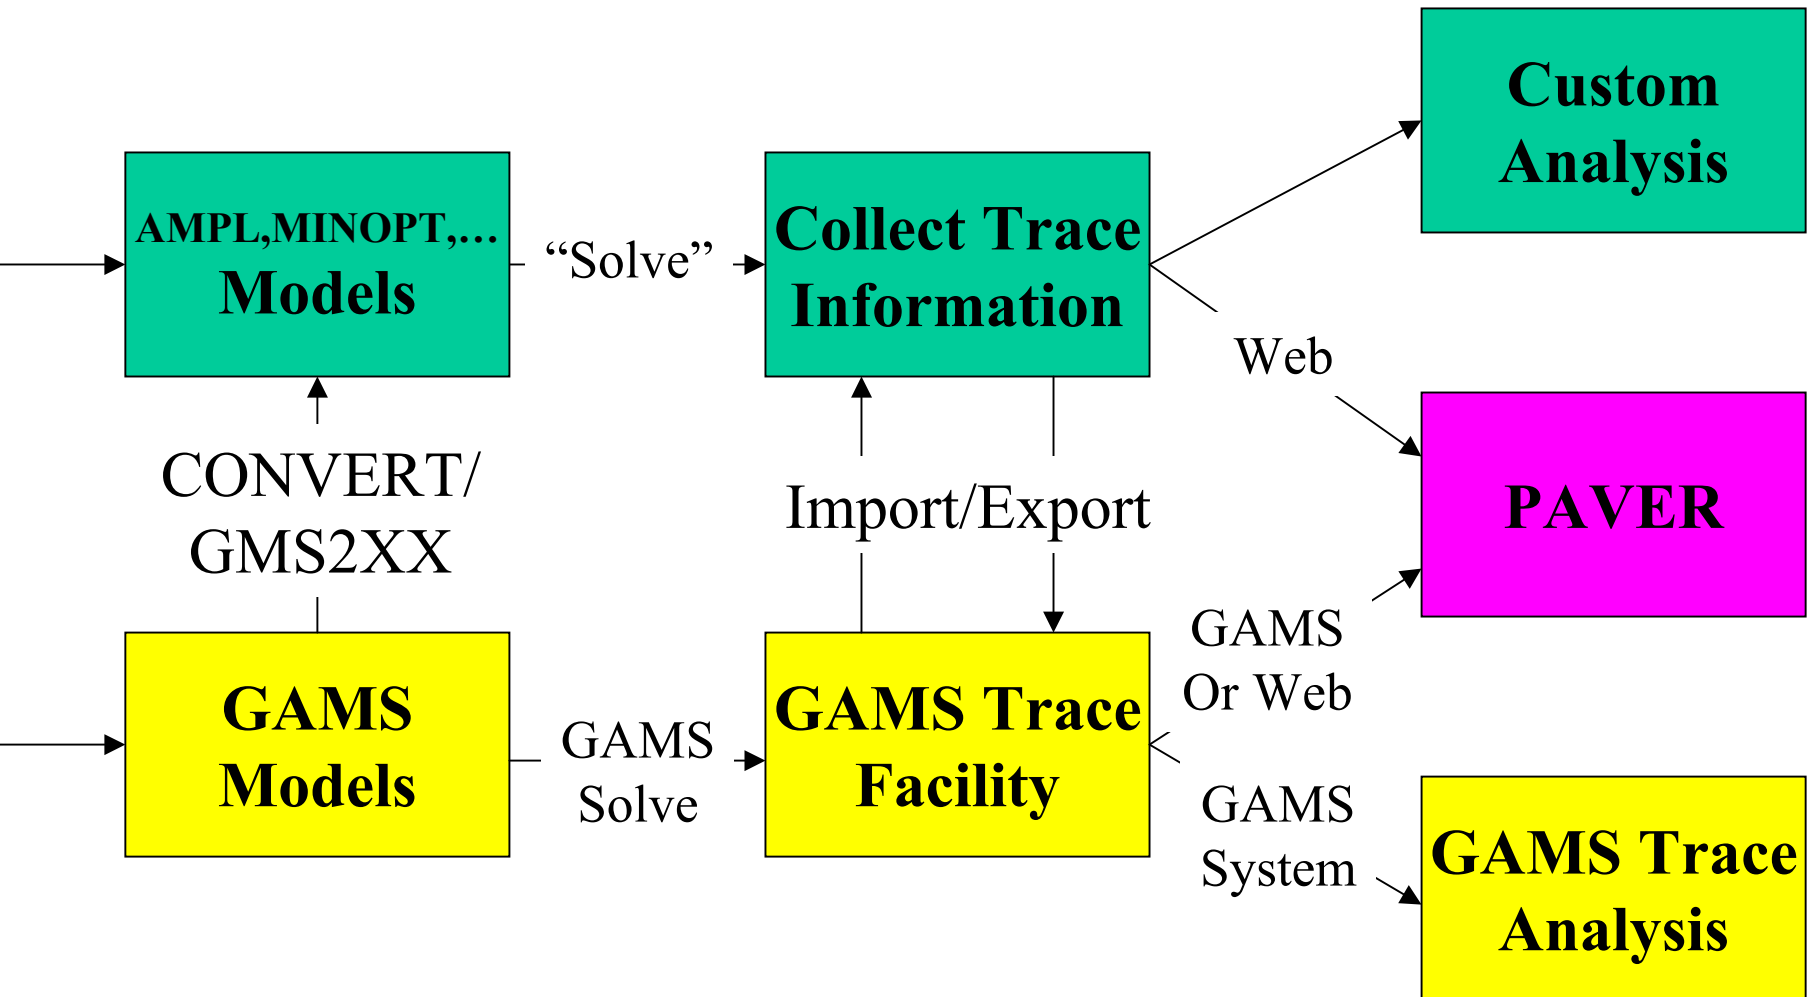 Custom
Analysis
AMPL,MINOPT,…
Models
“Solve”
Collect Trace
Information
Web
CONVERT/
GMS2XX
Import/Export
PAVER
GAMS
Models
GAMS
Solve
GAMS Trace
Facility
GAMS
Or Web
GAMS
System
GAMS Trace
Analysis